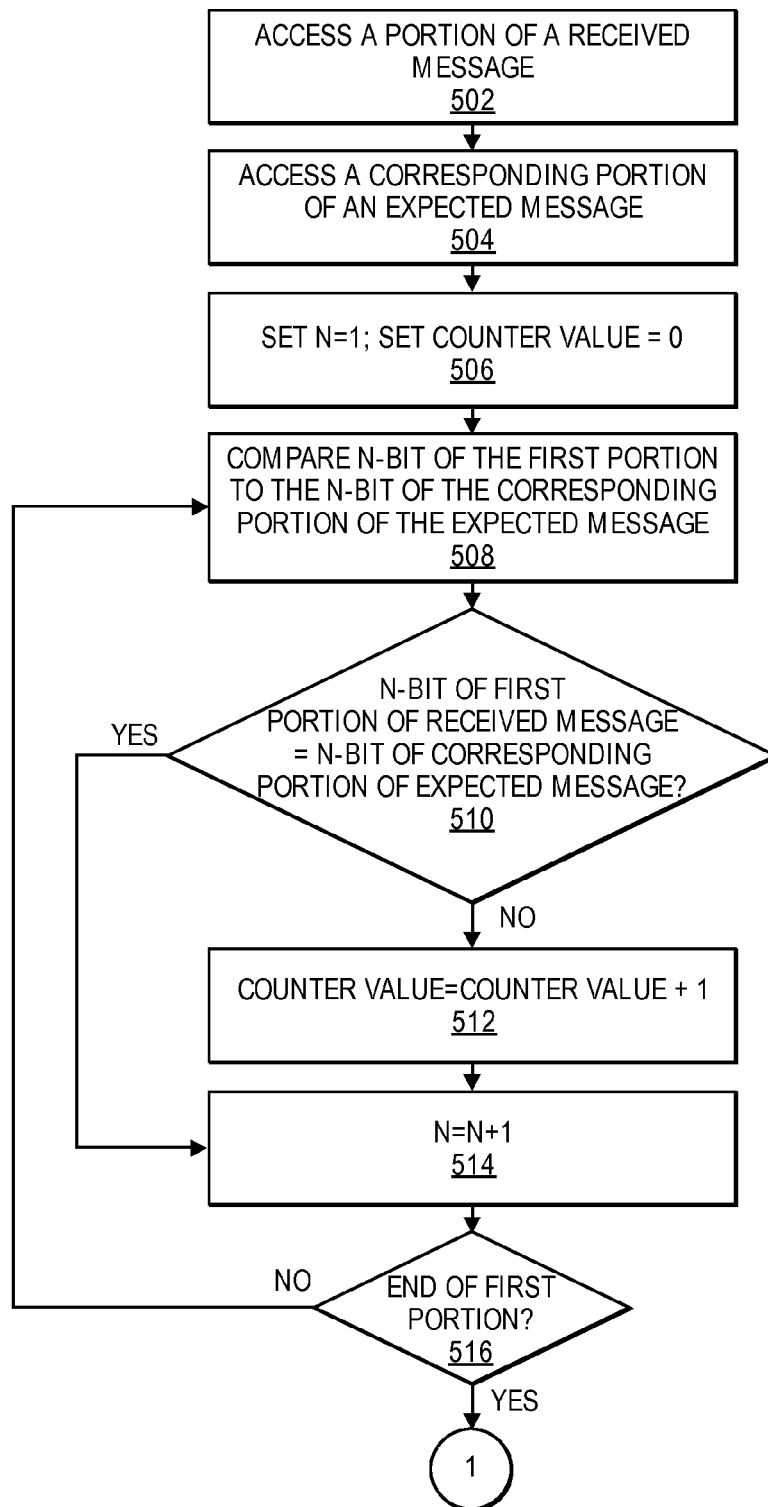 ACCESS A PORTION OF A RECEIVED
MESSAGE
502
ACCESS A CORRESPONDING PORTION
OF AN EXPECTED MESSAGE
504
SET N=1; SET COUNTER VALUE = 0
506
COMPARE N-BIT OF THE FIRST PORTION
TO THE N-BIT OF THE CORRESPONDING
PORTION OF THE EXPECTED MESSAGE
508
N-BIT OF FIRST
PORTION OF RECEIVED MESSAGE
= N-BIT OF CORRESPONDING
PORTION OF EXPECTED MESSAGE?
510
YES
NO
COUNTER VALUE=COUNTER VALUE + 1
512
N=N+1
514
NO
END OF FIRST
PORTION?
516
YES
1